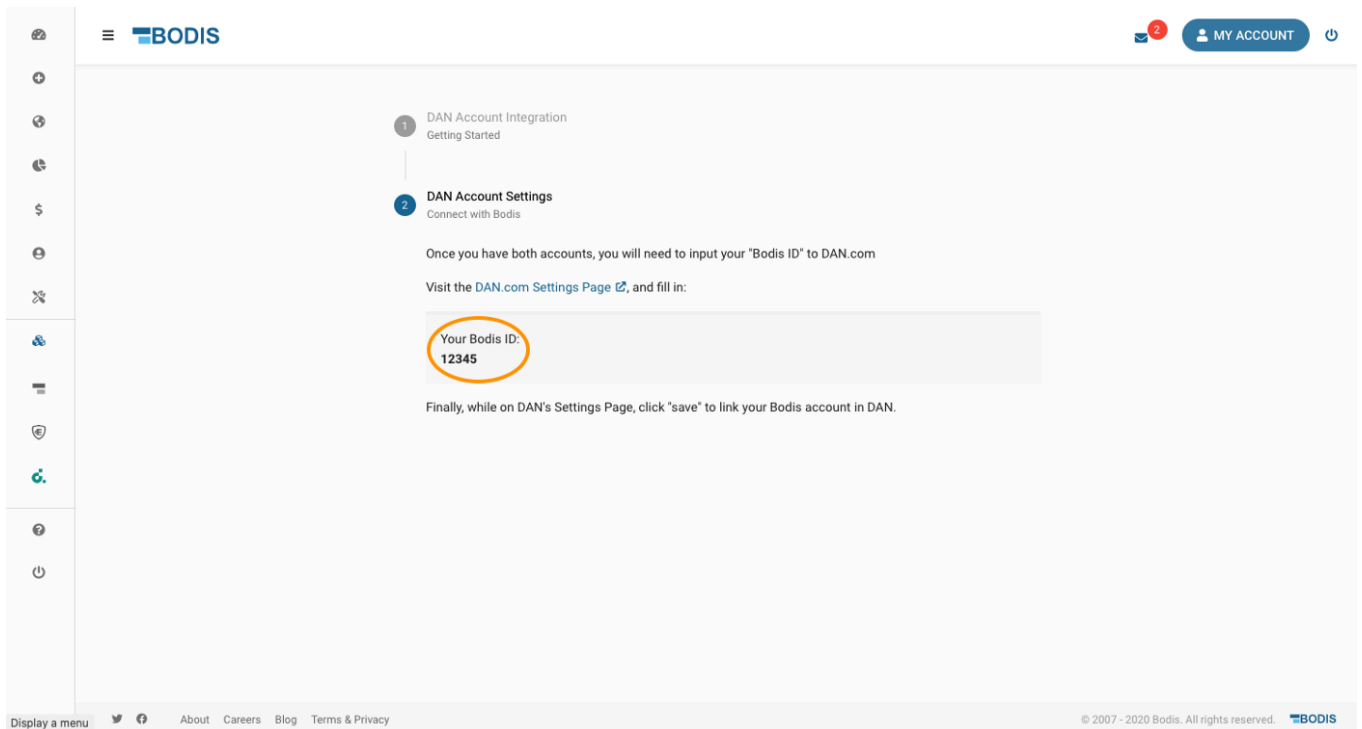 BODIS
2
MY ACCOUNT
1
DAN Account Integration
Getting Started
2
DAN Account Settings
Connect with Bodis
Once you have both accounts, you will need to input your "Bodis ID" to DAN.com
Visit the DAN.com Settings Page, and fill in:
Your Bodis ID:
12345
Finally, while on DAN's Settings Page, click "save" to link your Bodis account in DAN.
Display a menu
About Careers Blog Terms & Privacy
© 2007 - 2020 Bodis. All rights reserved. BODIS